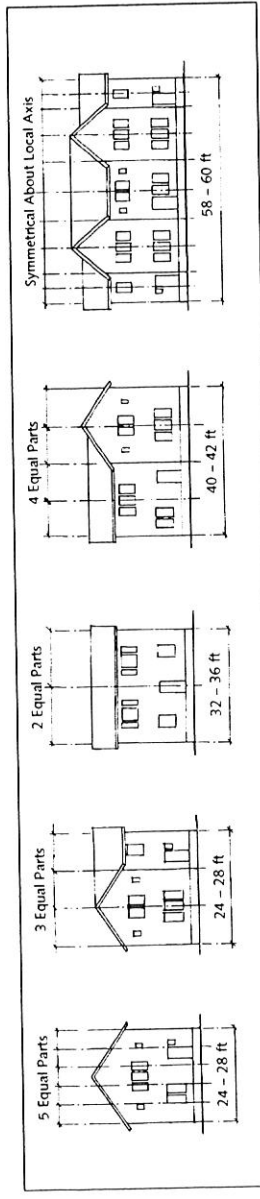 5 Equal Parts
3 Equal Parts
2 Equal Parts
4 Equal Parts
Symmetrical About Local Axis
24 – 28 ft
24 – 28 ft
32 – 36 ft
40 – 42 ft
58 – 60 ft